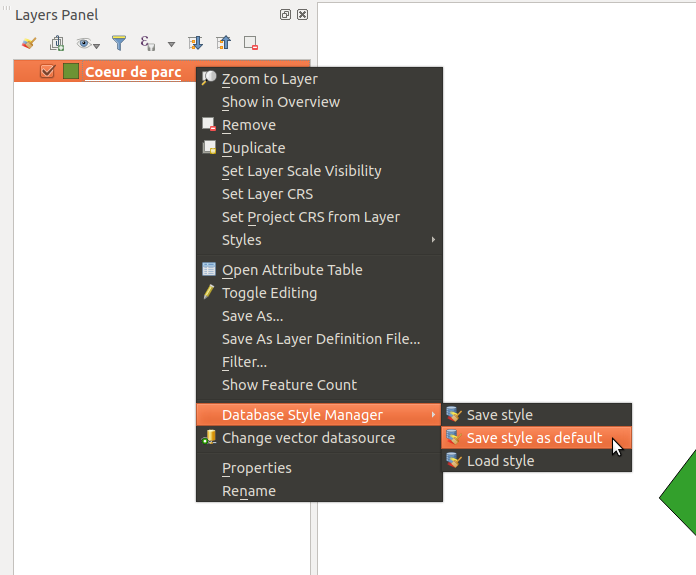 Layers Panel
Coeur de parc
Zoom to Layer
Show in Overview
Remove
Duplicate
Set Layer Scale Visibility
Set Layer CRS
Set Project CRS from Layer
Styles
Open Attribute Table
Toggle Editing
Save As...
Save As Layer Definition File...
Filter...
Show Feature Count
Database Style Manager
Change vector datasource
Properties
Rename
Save style
Save style as default
Load style